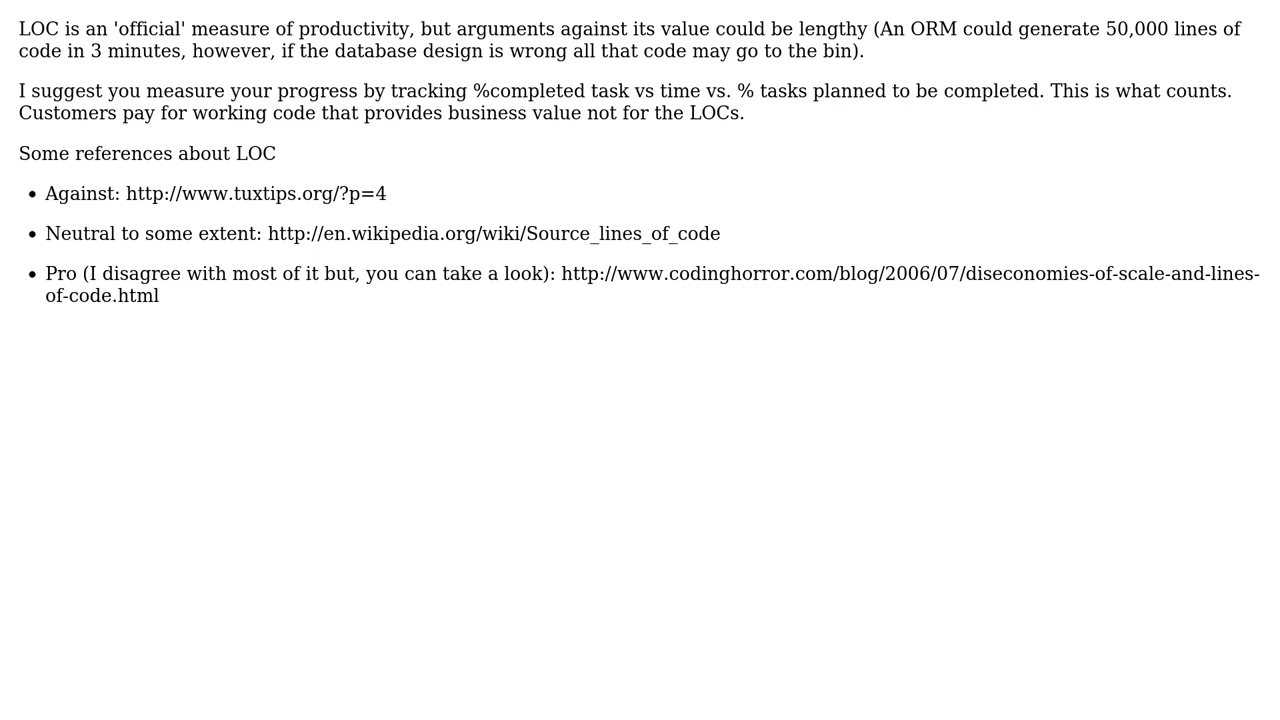 LOC is an 'official' measure of productivity, but arguments against its value could be lengthy (An ORM could generate 50,000 lines of
code in 3 minutes, however, if the database design is wrong all that code may go to the bin).
I suggest you measure your progress by tracking %completed task vs time vs. % tasks planned to be completed. This is what counts.
Customers pay for working code that provides business value not for the LOCs.
Some references about LOC
• Against: http://www.tuxtips.org/?p=4
• Neutral to some extent: http://en.wikipedia.org/wiki/Source_lines_of_code
• Pro (I disagree with most of it but, you can take a look): http://www.codinghorror.com/blog/2006/07/diseconomies-of-scale-and-lines-
of-code.html